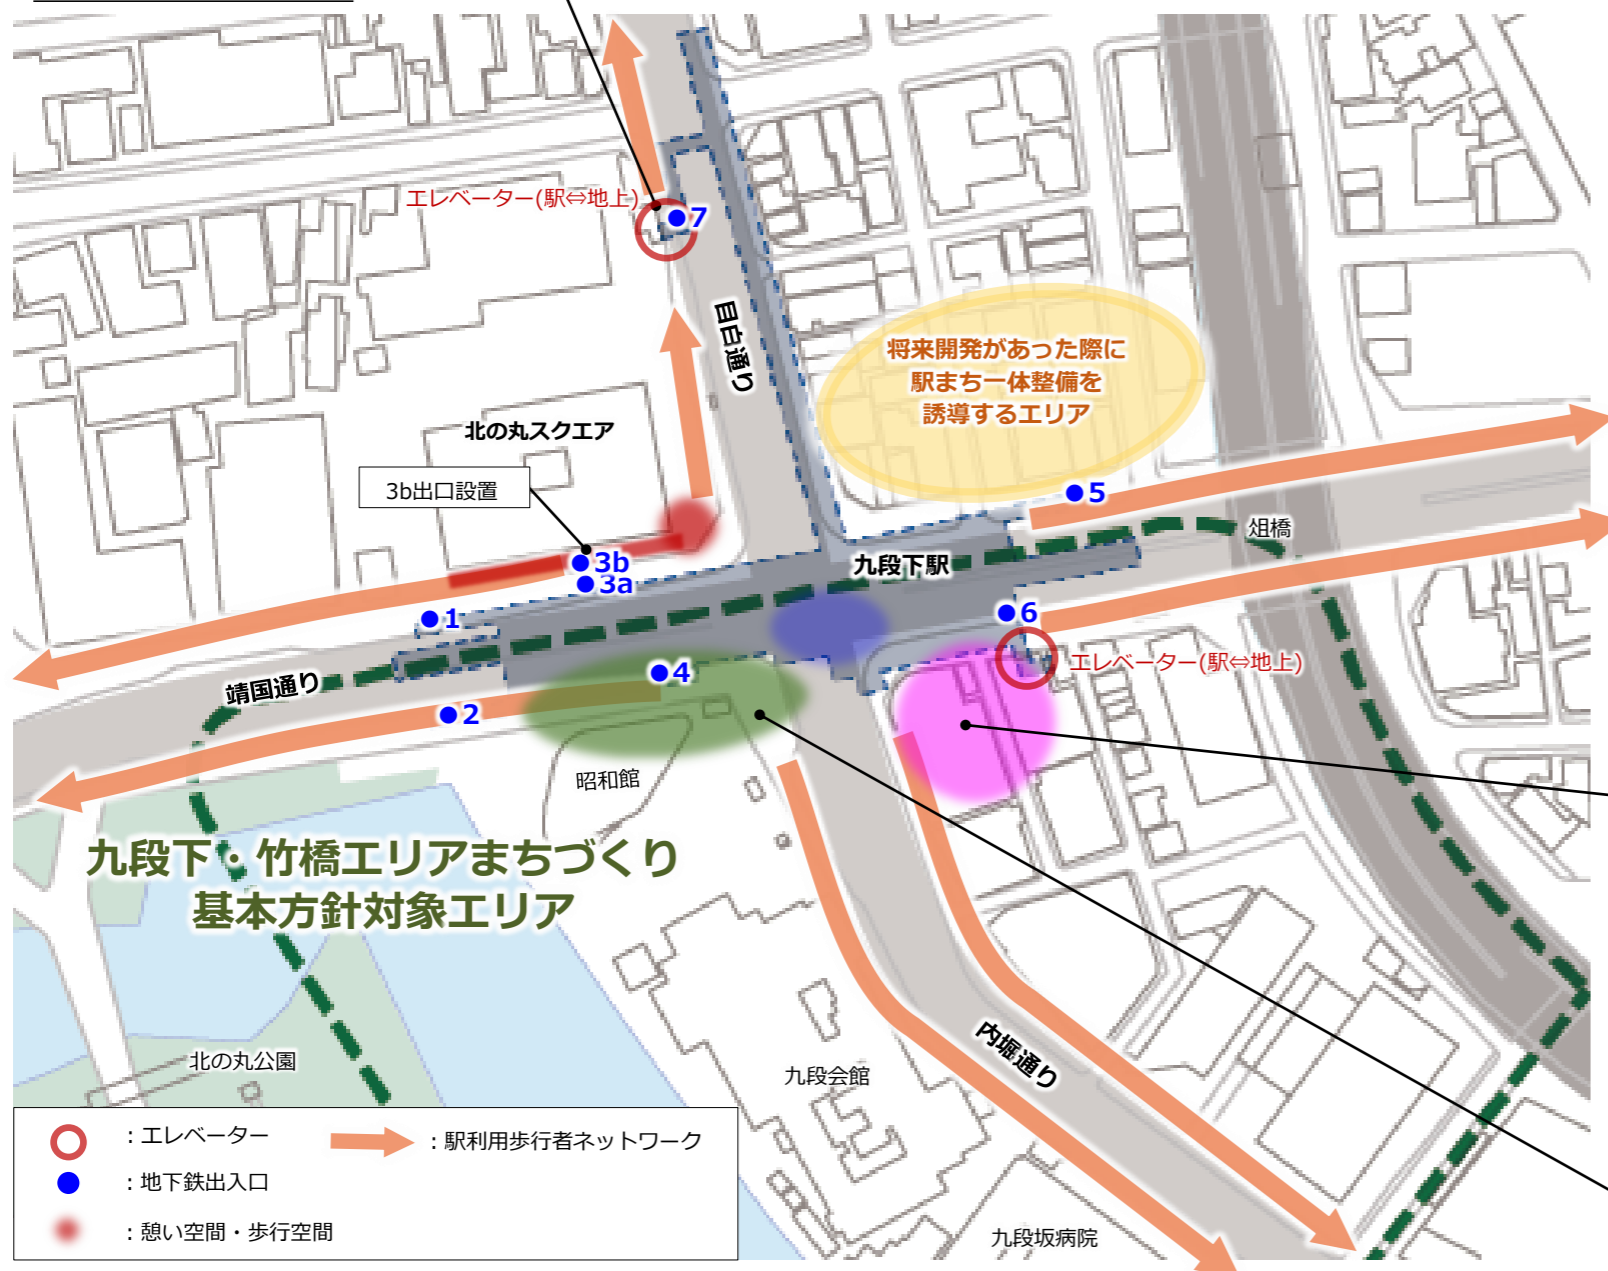 エレベーター(駅⇔地上)
7
目白通り
将来開発があった際に
駅まち一体整備を
誘導するエリア
北の丸スクエア
3b出口設置
5
俎橋
3b
九段下駅
3a
1
6
エレベーター(駅⇔地上)
4
靖国通り
2
昭和館
九段下・竹橋エリアまちづくり
基本方針対象エリア
内堀通り
北の丸公園
九段会館
九段坂病院
：エレベーター
：駅利用歩行者ネットワーク
：地下鉄出入口
：憩い空間・歩行空間